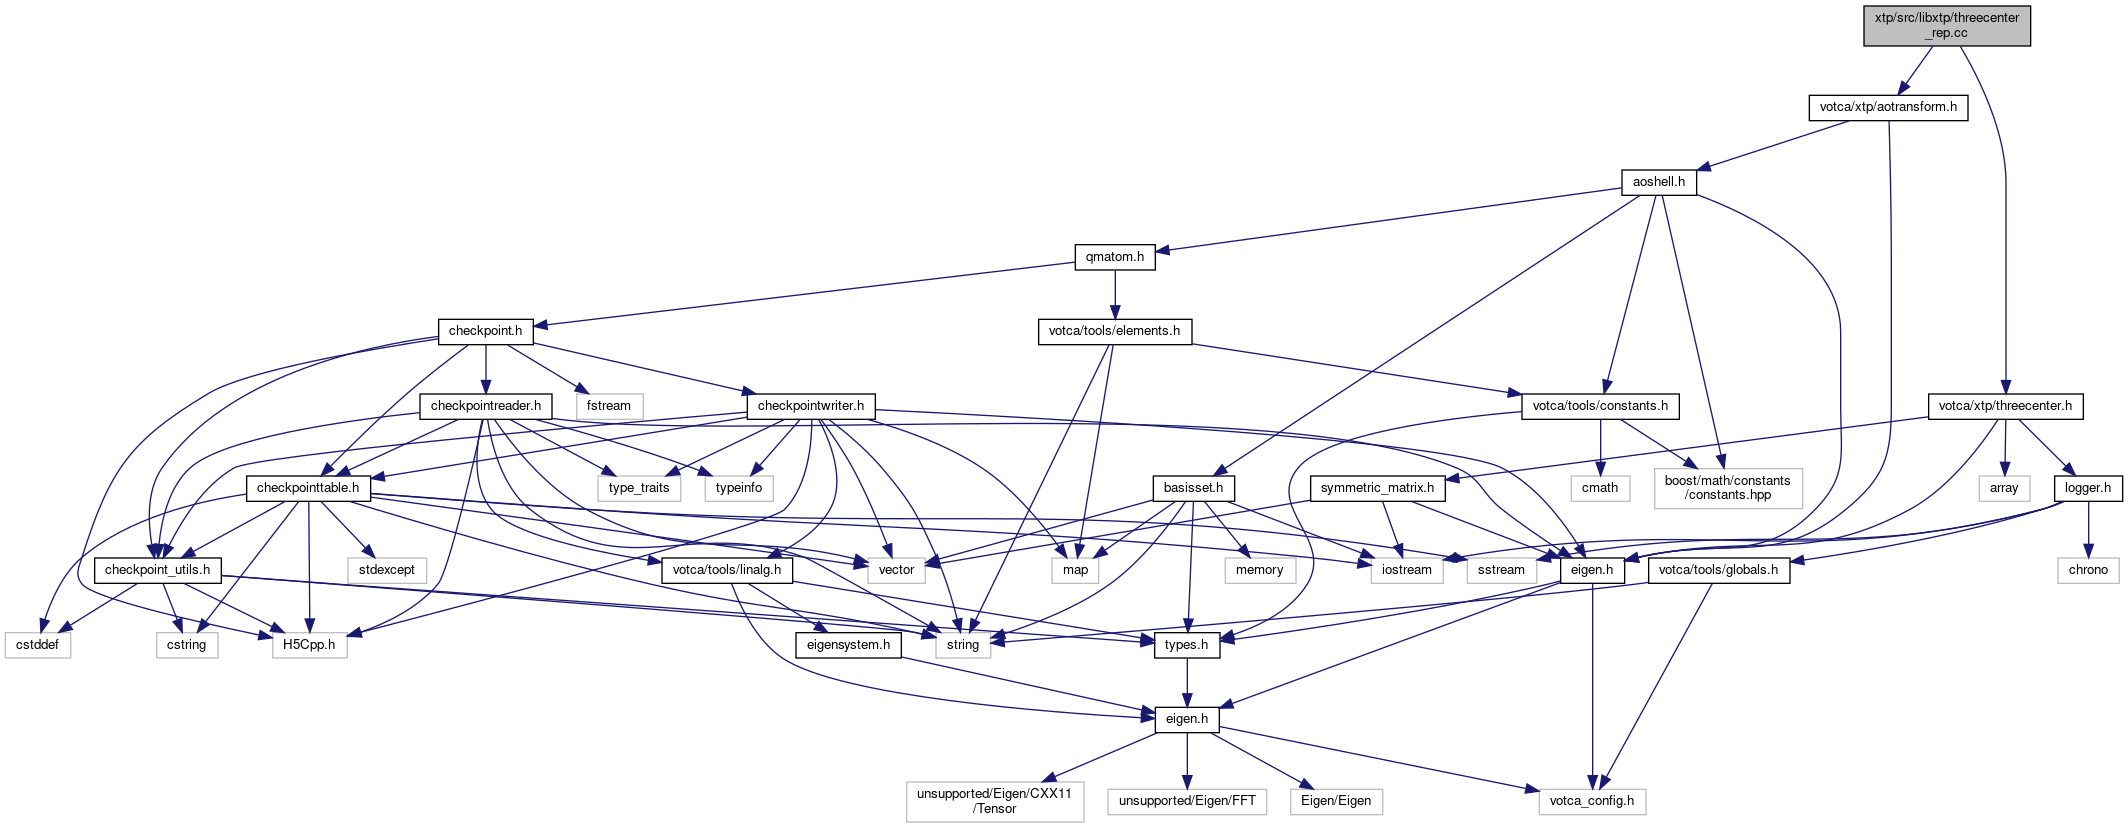 xtp/src/libxtp/threecenter
_rep.cc
votca/xtp/aotransform.h
aoshell.h
qmatom.h
checkpoint.h
votca/tools/elements.h
checkpointreader.h
fstream
checkpointwriter.h
votca/tools/constants.h
votca/xtp/threecenter.h
checkpointtable.h
type_traits
typeinfo
basisset.h
symmetric_matrix.h
cmath
boost/math/constants
/constants.hpp
array
logger.h
checkpoint_utils.h
stdexcept
votca/tools/linalg.h
vector
map
memory
iostream
sstream
eigen.h
votca/tools/globals.h
chrono
cstddef
cstring
H5Cpp.h
eigensystem.h
string
types.h
eigen.h
unsupported/Eigen/CXX11
/Tensor
unsupported/Eigen/FFT
Eigen/Eigen
votca_config.h